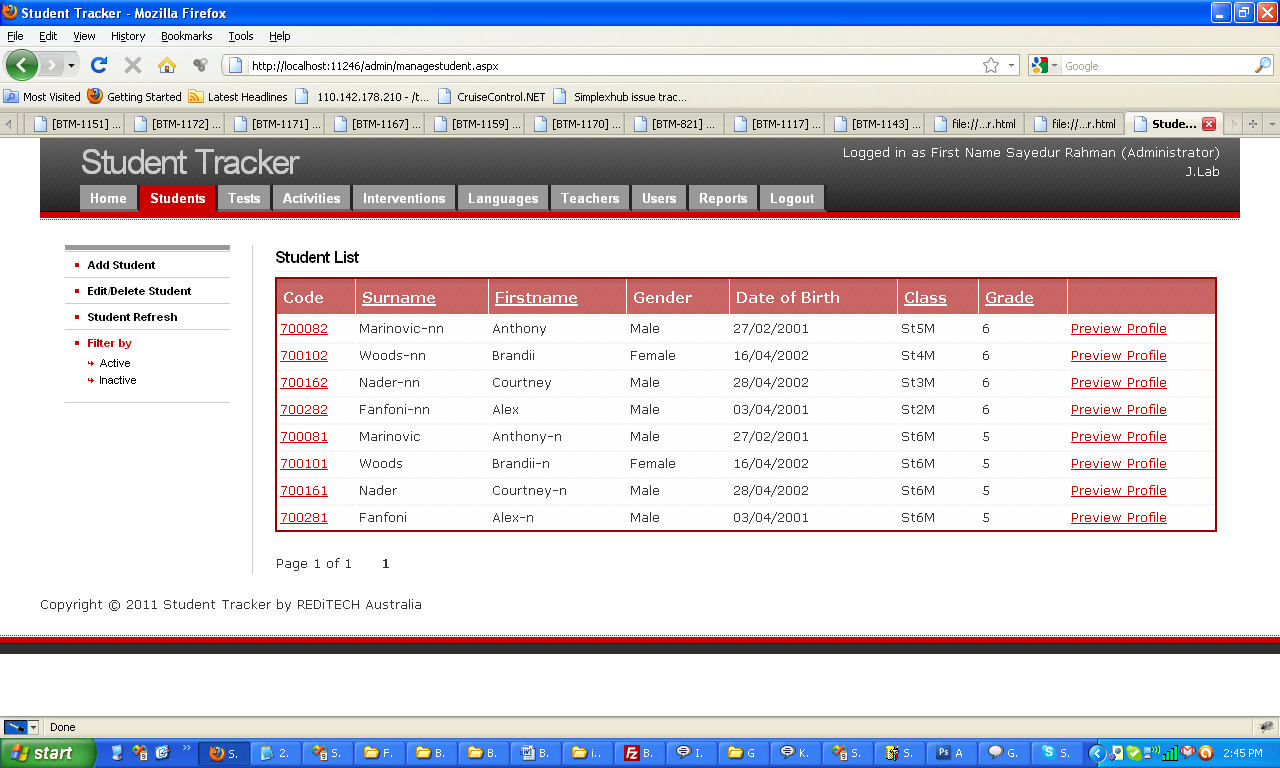 Student Tracker - Mozilla Firefox
File Edit View History Bookmarks Tools Help
http://localhost:11246/admin/managestudent.aspx Google
Most Visited Getting Started Latest Headlines 110.142.178.210 - /t... CruiseControl.NET Simplexhub issue trac...
[BTM-1151] ... [BTM-1172] ... [BTM-1171] ... [BTM-1167] ... [BTM-1159] ... [BTM-1170] ... [BTM-821] ... [BTM-1117] ... [BTM-1143] ... file://...r.html file://...r.html Stude...
Student Tracker
Logged in as First Name Sayedur Rahman (Administrator)
J.Lab
Home Students Tests Activities Interventions Languages Teachers Users Reports Logout
Add Student
Edit/Delete Student
Student Refresh
Filter by
Active
Inactive
Student List
Code Surname Firstname Gender Date of Birth Class Grade
700082 Marinovic-nn Anthony Male 27/02/2001 St5M 6 Preview Profile
700102 Woods-nn Brandii Female 16/04/2002 St4M 6 Preview Profile
700162 Nader-nn Courtney Male 28/04/2002 St3M 6 Preview Profile
700282 Fanfoni-nn Alex Male 03/04/2001 St2M 6 Preview Profile
700081 Marinovic Anthony-n Male 27/02/2001 St6M 5 Preview Profile
700101 Woods Brandii-n Female 16/04/2002 St6M 5 Preview Profile
700161 Nader Courtney-n Male 28/04/2002 St6M 5 Preview Profile
700281 Fanfoni Alex-n Male 03/04/2001 St6M 5 Preview Profile
Page 1 of 1 1
Copyright © 2011 Student Tracker by REDiTECH Australia
Done
start S. 2. S. F. B. B. B. i.. B. I. G K. S. S. A G. S. 2:45 PM